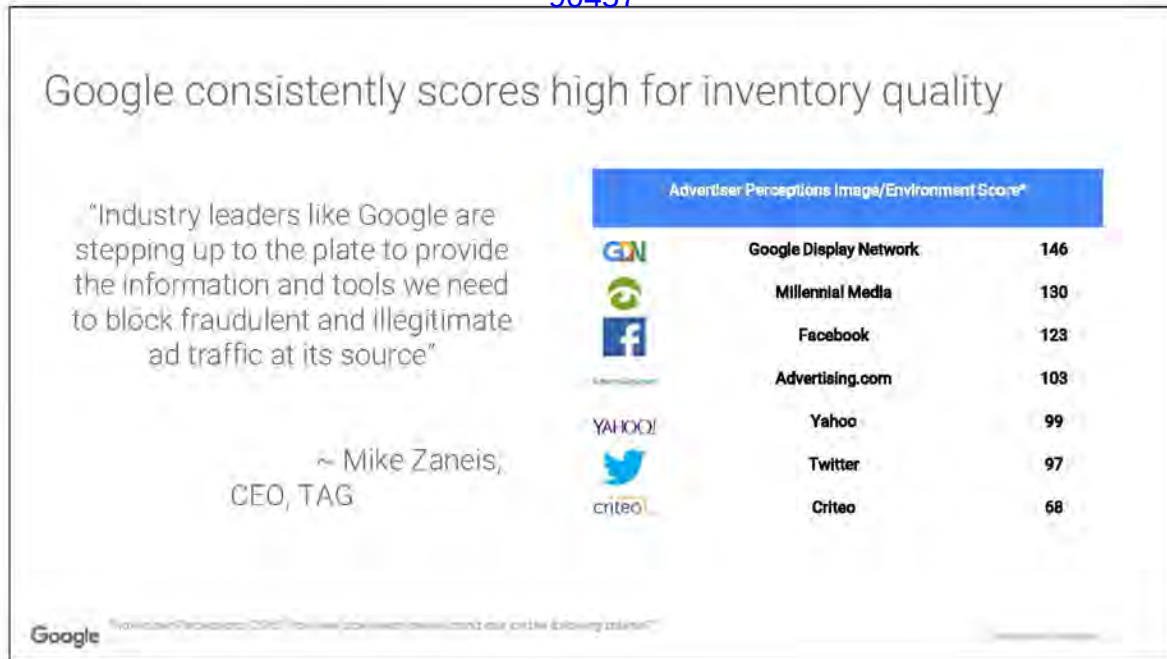 Google consistently scores high for inventory quality
"Industry leaders like Google are
stepping up to the plate to provide
the information and tools we need
to block fraudulent and illegitimate
ad traffic at its source"
~ Mike Zaneis,
CEO, TAG
Advertiser Perceptions Image/Environment Score*
GDN Google Display Network 146
Millennial Media 130
Facebook 123
Advertising.com 103
YAHOO! Yahoo 99
Twitter 97
criteo Criteo 68
Google